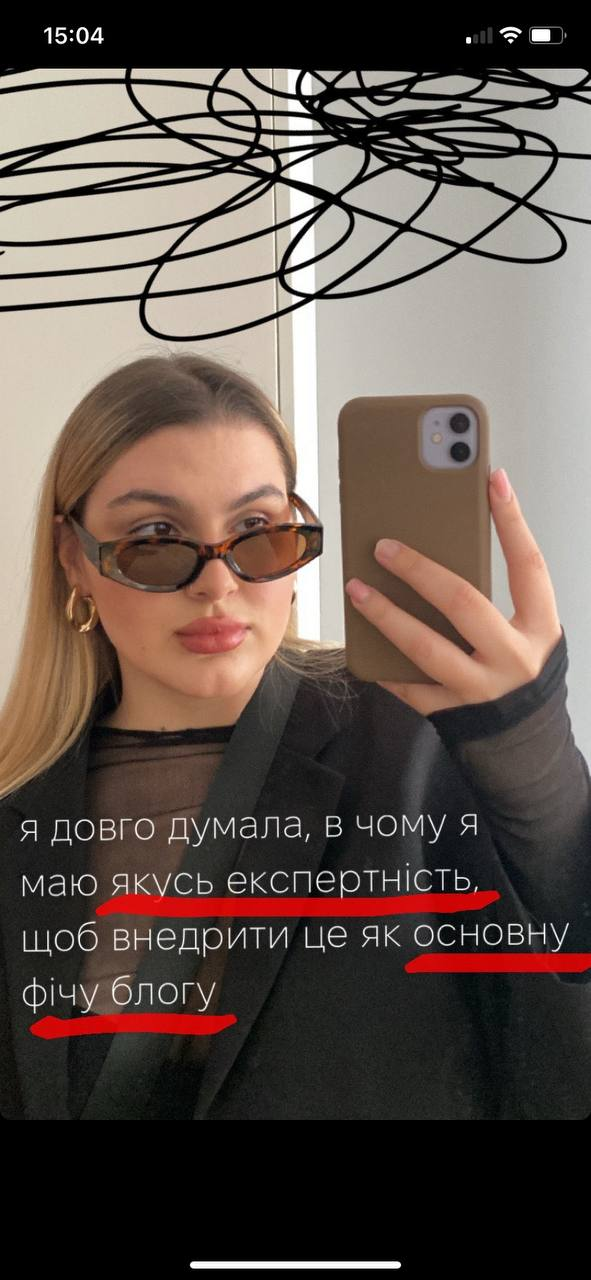 15:04
я довго думала, в чому я
маю якусь експертність,
щоб внедрити це як основну
фічу блогу